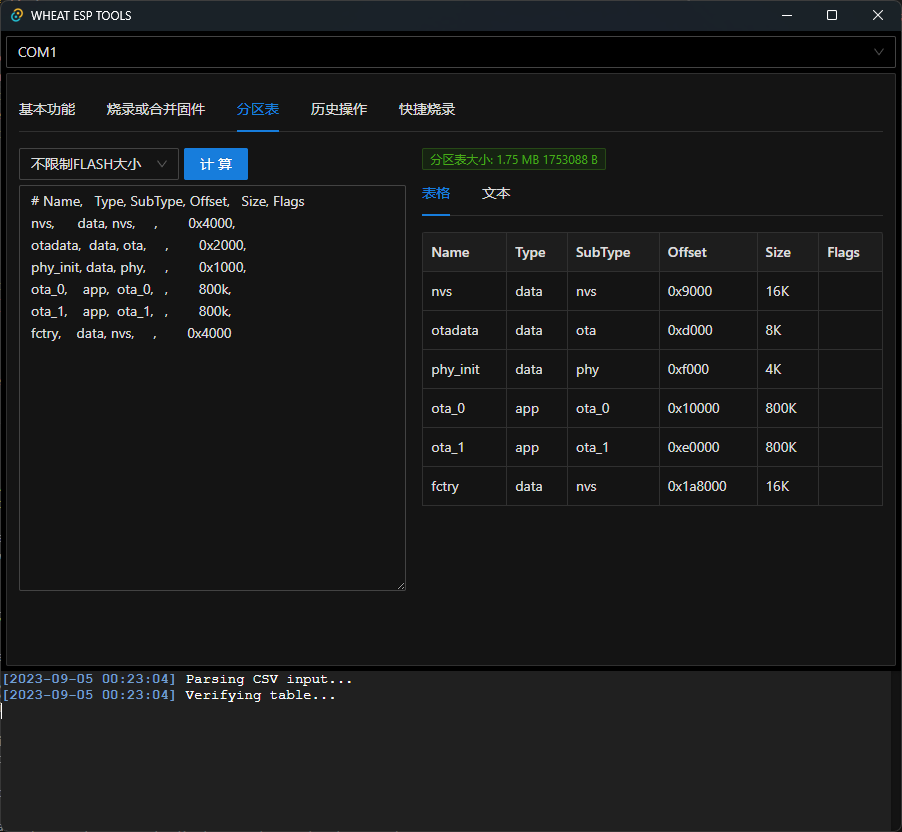 WHEAT ESP TOOLS
COM1
基本功能 烧录或合并固件 分区表 历史操作 快捷烧录
不限制FLASH大小 计 算
# Name, Type, SubType, Offset, Size, Flags
nvs, data, nvs, , 0x4000,
otadata, data, ota, , 0x2000,
phy_init, data, phy, , 0x1000,
ota_0, app, ota_0, , 800k,
ota_1, app, ota_1, , 800k,
fctry, data, nvs, , 0x4000
分区表大小: 1.75 MB 1753088 B
表格 文本
Name Type SubType Offset Size Flags
nvs data nvs 0x9000 16K
otadata data ota 0xd000 8K
phy_init data phy 0xf000 4K
ota_0 app ota_0 0x10000 800K
ota_1 app ota_1 0xe0000 800K
fctry data nvs 0x1a8000 16K
[2023-09-05 00:23:04] Parsing CSV input...
[2023-09-05 00:23:04] Verifying table...